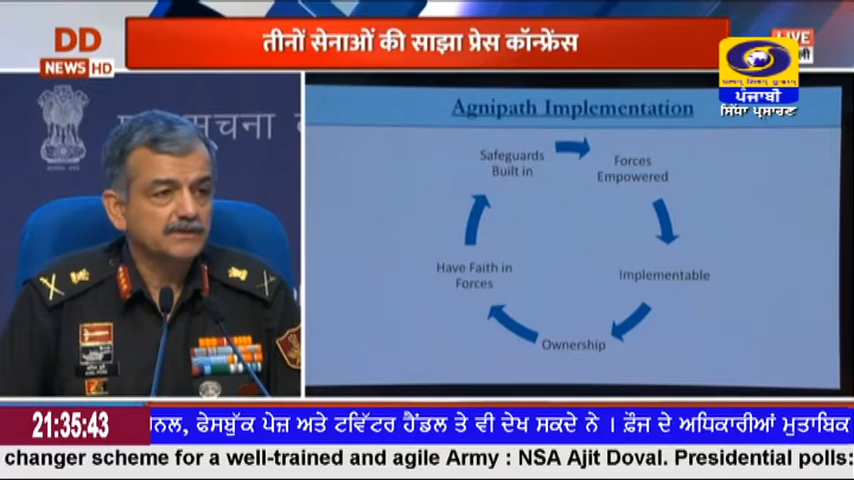 DD
NEWS HD
तीनों सेनाओं की साझा प्रेस कॉन्फ्रेंस
LIVE
ਪੰਜਾਬੀ
ਸਿੱਧਾ ਪ੍ਰਸਾਰਣ
सूचना
Agnipath Implementation
Safeguards
Built in
Forces
Empowered
Have Faith in
Forces
Implementable
Ownership
21:35:43
ਨਲ, ਫੇਸਬੁੱਕ ਪੇਜ਼ ਅਤੇ ਟਵਿੱਟਰ ਹੈਂਡਲ ਤੇ ਵੀ ਦੇਖ ਸਕਦੇ ਨੇ । ਫ਼ੌਜ ਦੇ ਅਧਿਕਾਰੀਆਂ ਮੁਤਾਬਿਕ
changer scheme for a well-trained and agile Army : NSA Ajit Doval. Presidential polls: